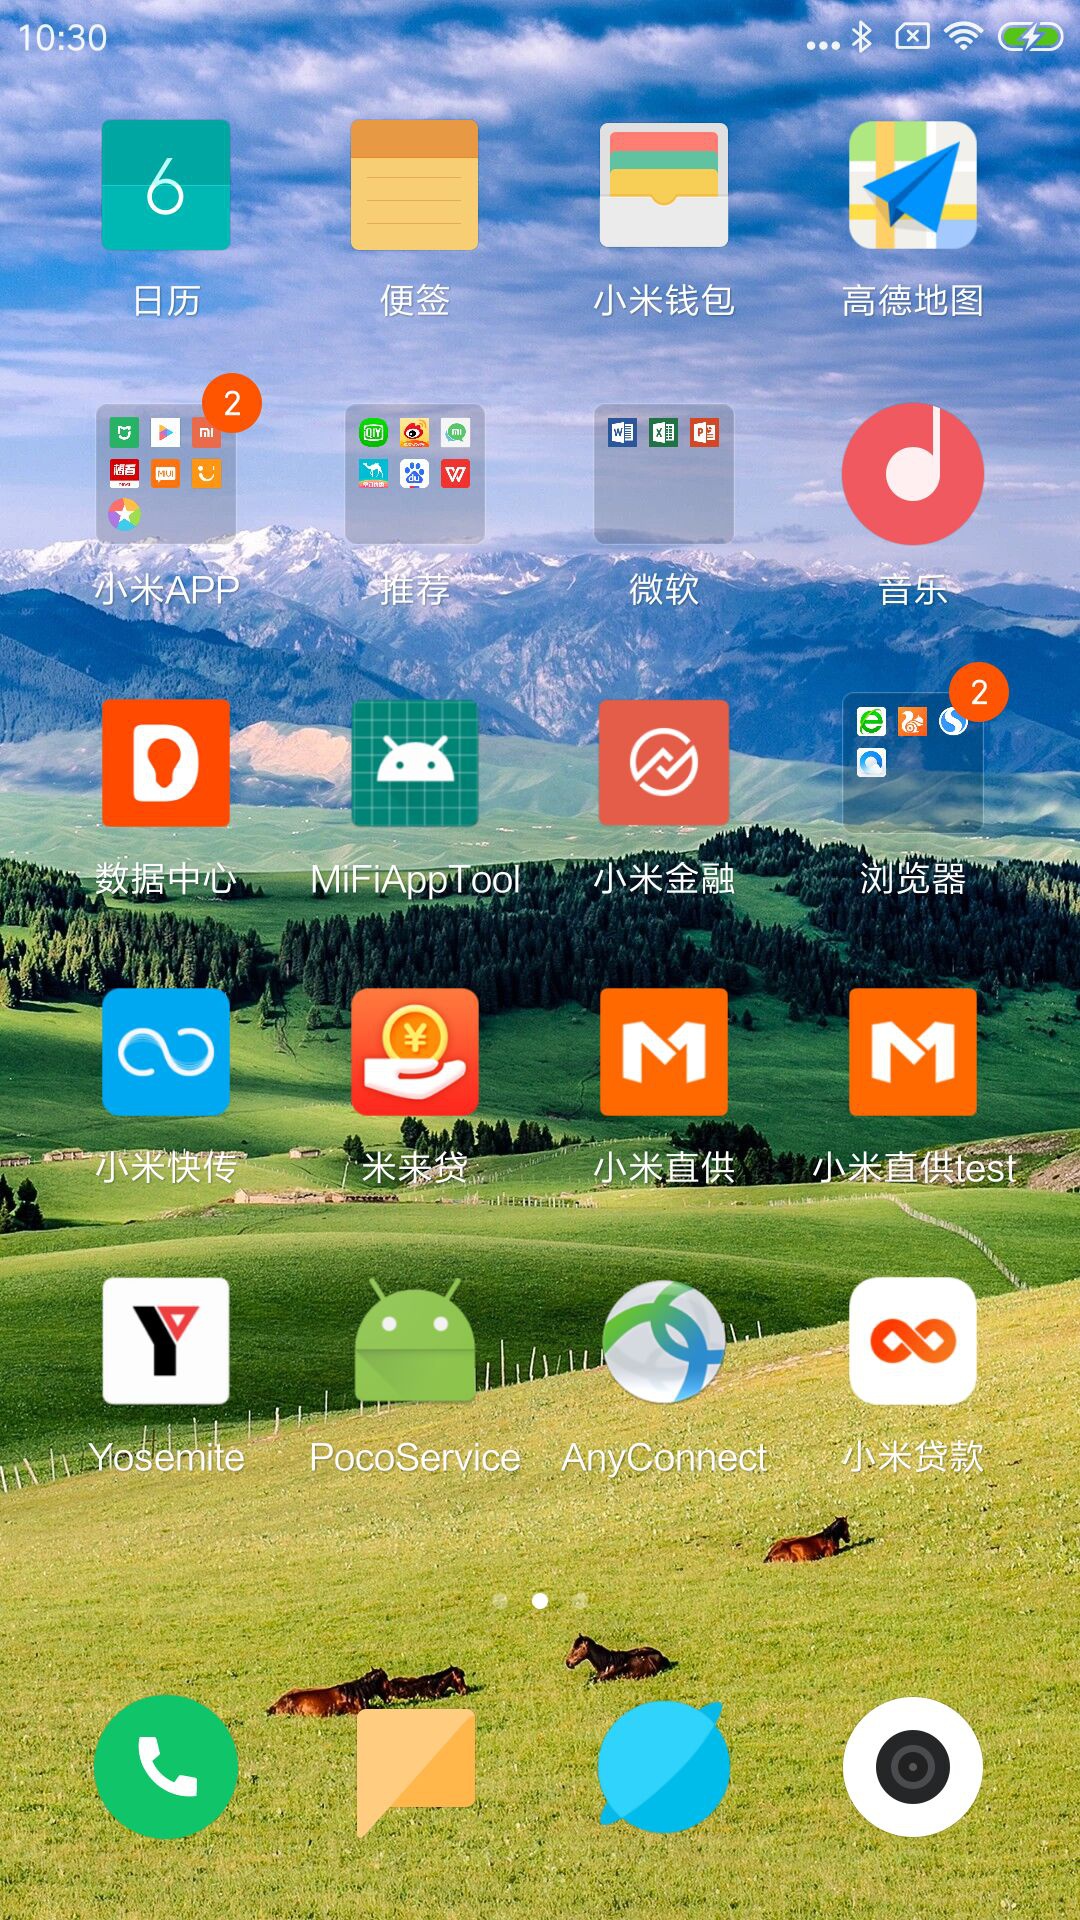 10:30
6
日历
便签
小米钱包
高德地图
2
小米APP
推荐
微软
音乐
2
数据中心
MiFiAppTool
小米金融
浏览器
小米快传
米来贷
小米直供
小米直供test
Yosemite
PocoService
AnyConnect
小米贷款